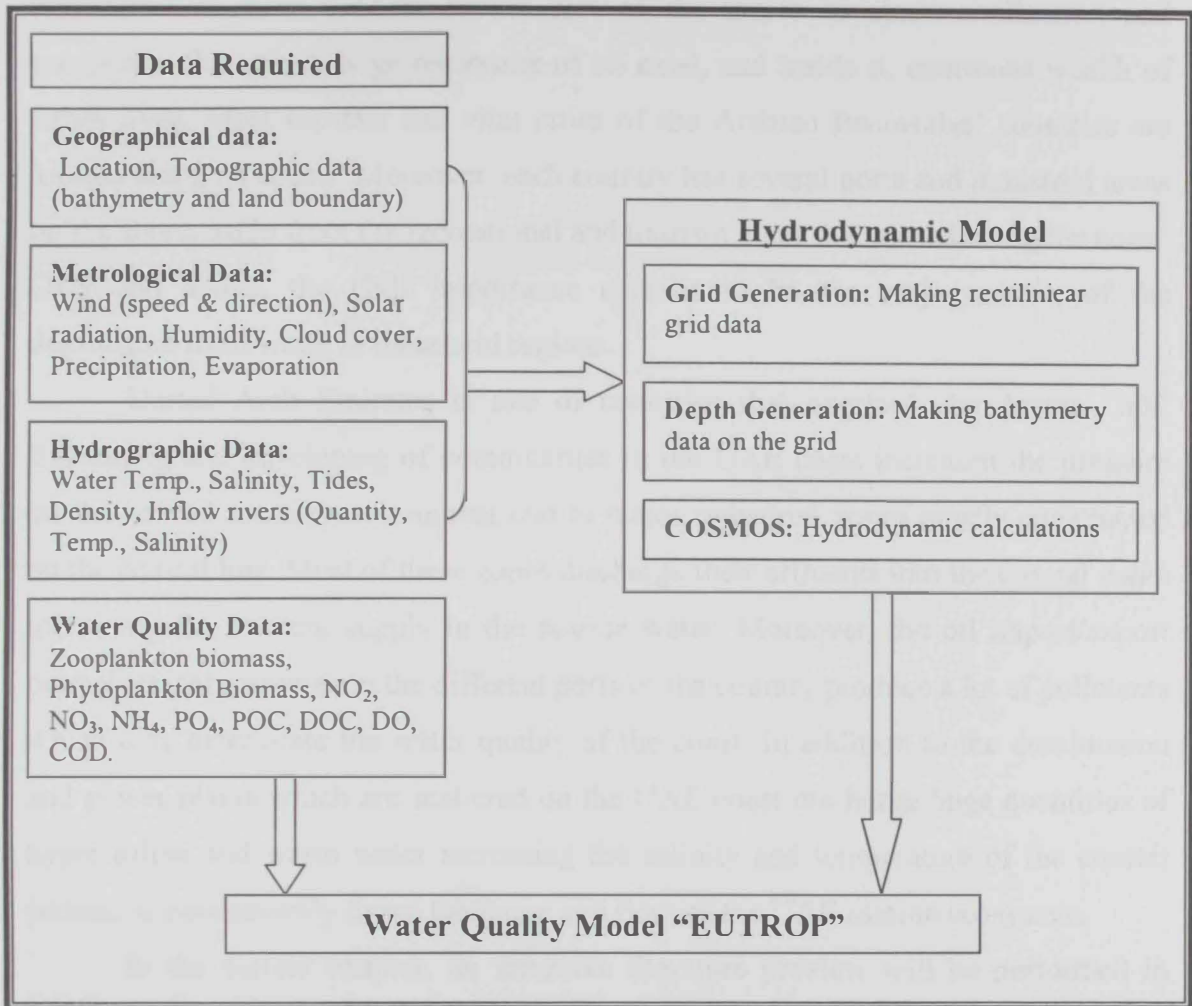 Data Required
Geographical data:
Location, Topographic data
(bathymetry and land boundary)
Metrological Data:
Wind (speed & direction), Solar
radiation, Humidity, Cloud cover,
Precipitation, Evaporation
Hydrographic Data:
Water Temp., Salinity, Tides,
Density, Inflow rivers (Quantity,
Temp., Salinity)
Water Quality Data:
Zooplankton biomass,
Phytoplankton Biomass, NO₂,
NO₃, NH₄, PO₄, POC, DOC, DO,
COD.
Hydrodynamic Model
Grid Generation: Making rectilinear
grid data
Depth Generation: Making bathymetry
data on the grid
COSMOS: Hydrodynamic calculations
Water Quality Model “EUTROP”